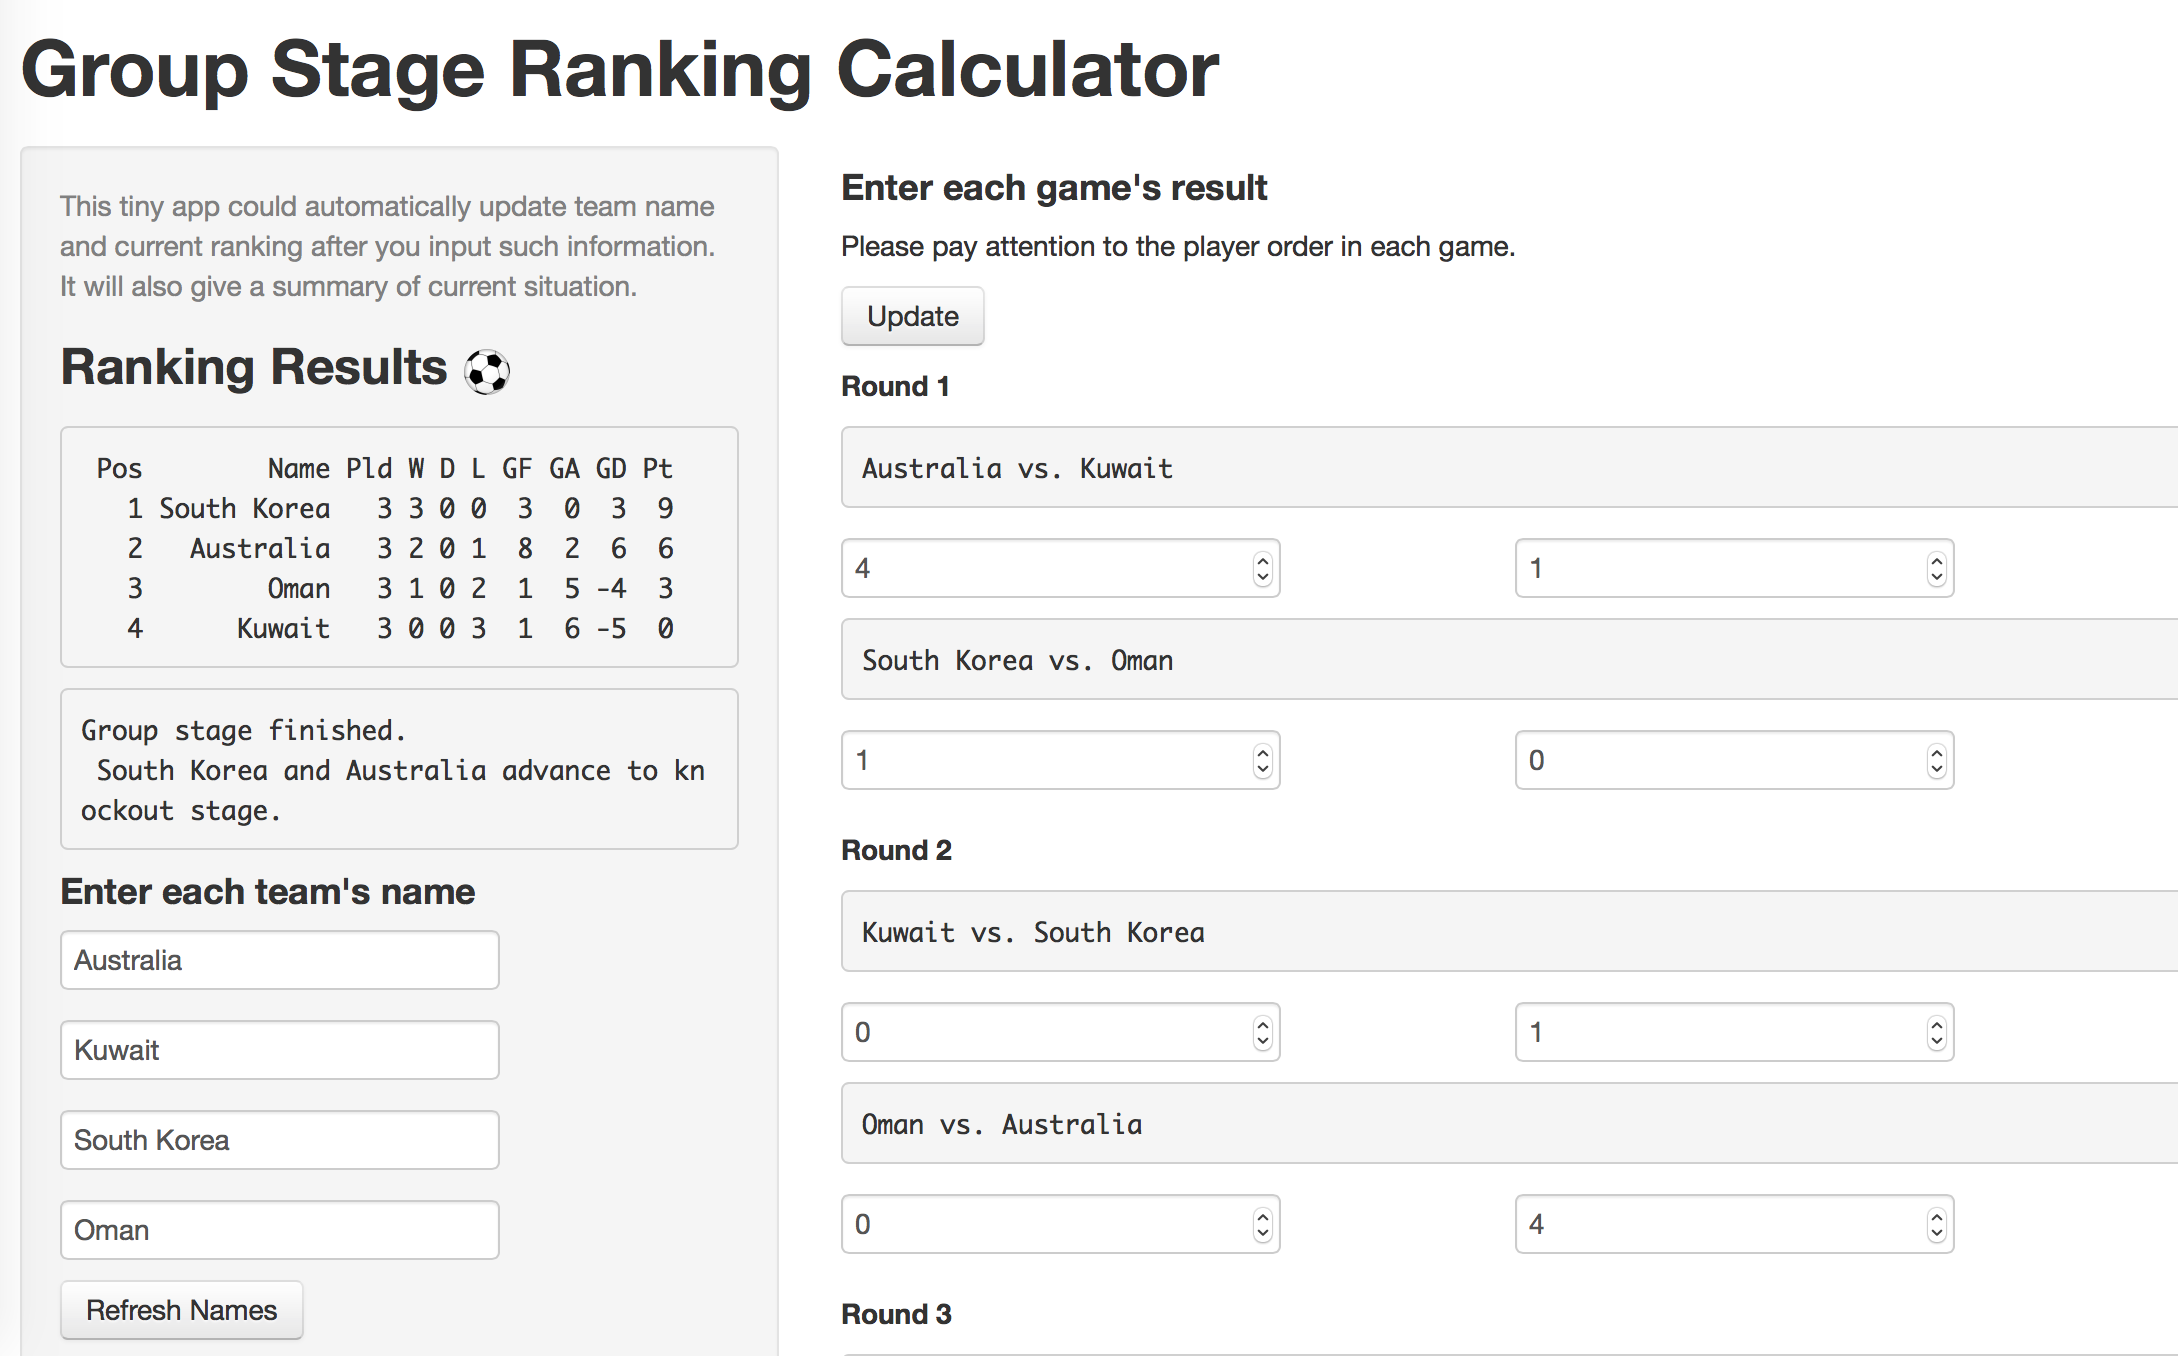 Group Stage Ranking Calculator
This tiny app could automatically update team name
and current ranking after you input such information.
It will also give a summary of current situation.
Ranking Results
Pos Name Pld W D L GF GA GD Pt
1 South Korea 3 3 0 0 3 0 3 9
2 Australia 3 2 0 1 8 2 6 6
3 Oman 3 1 0 2 1 5 -4 3
4 Kuwait 3 0 0 3 1 6 -5 0
Group stage finished.
South Korea and Australia advance to kn
ockout stage.
Enter each team's name
Australia
Kuwait
South Korea
Oman
Refresh Names
Enter each game's result
Please pay attention to the player order in each game.
Update
Round 1
Australia vs. Kuwait
4 1
South Korea vs. Oman
1 0
Round 2
Kuwait vs. South Korea
0 1
Oman vs. Australia
0 4
Round 3